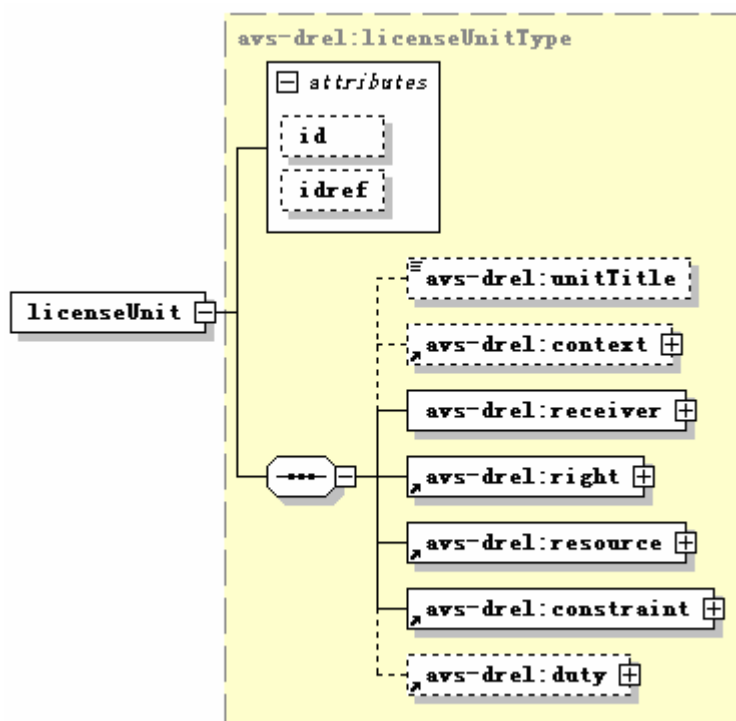 avs-drel:licenseUnitType
attributes
id
idref
licenseUnit
avs-drel:unitTitle
avs-drel:context
avs-drel:receiver
avs-drel:right
avs-drel:resource
avs-drel:constraint
avs-drel:duty